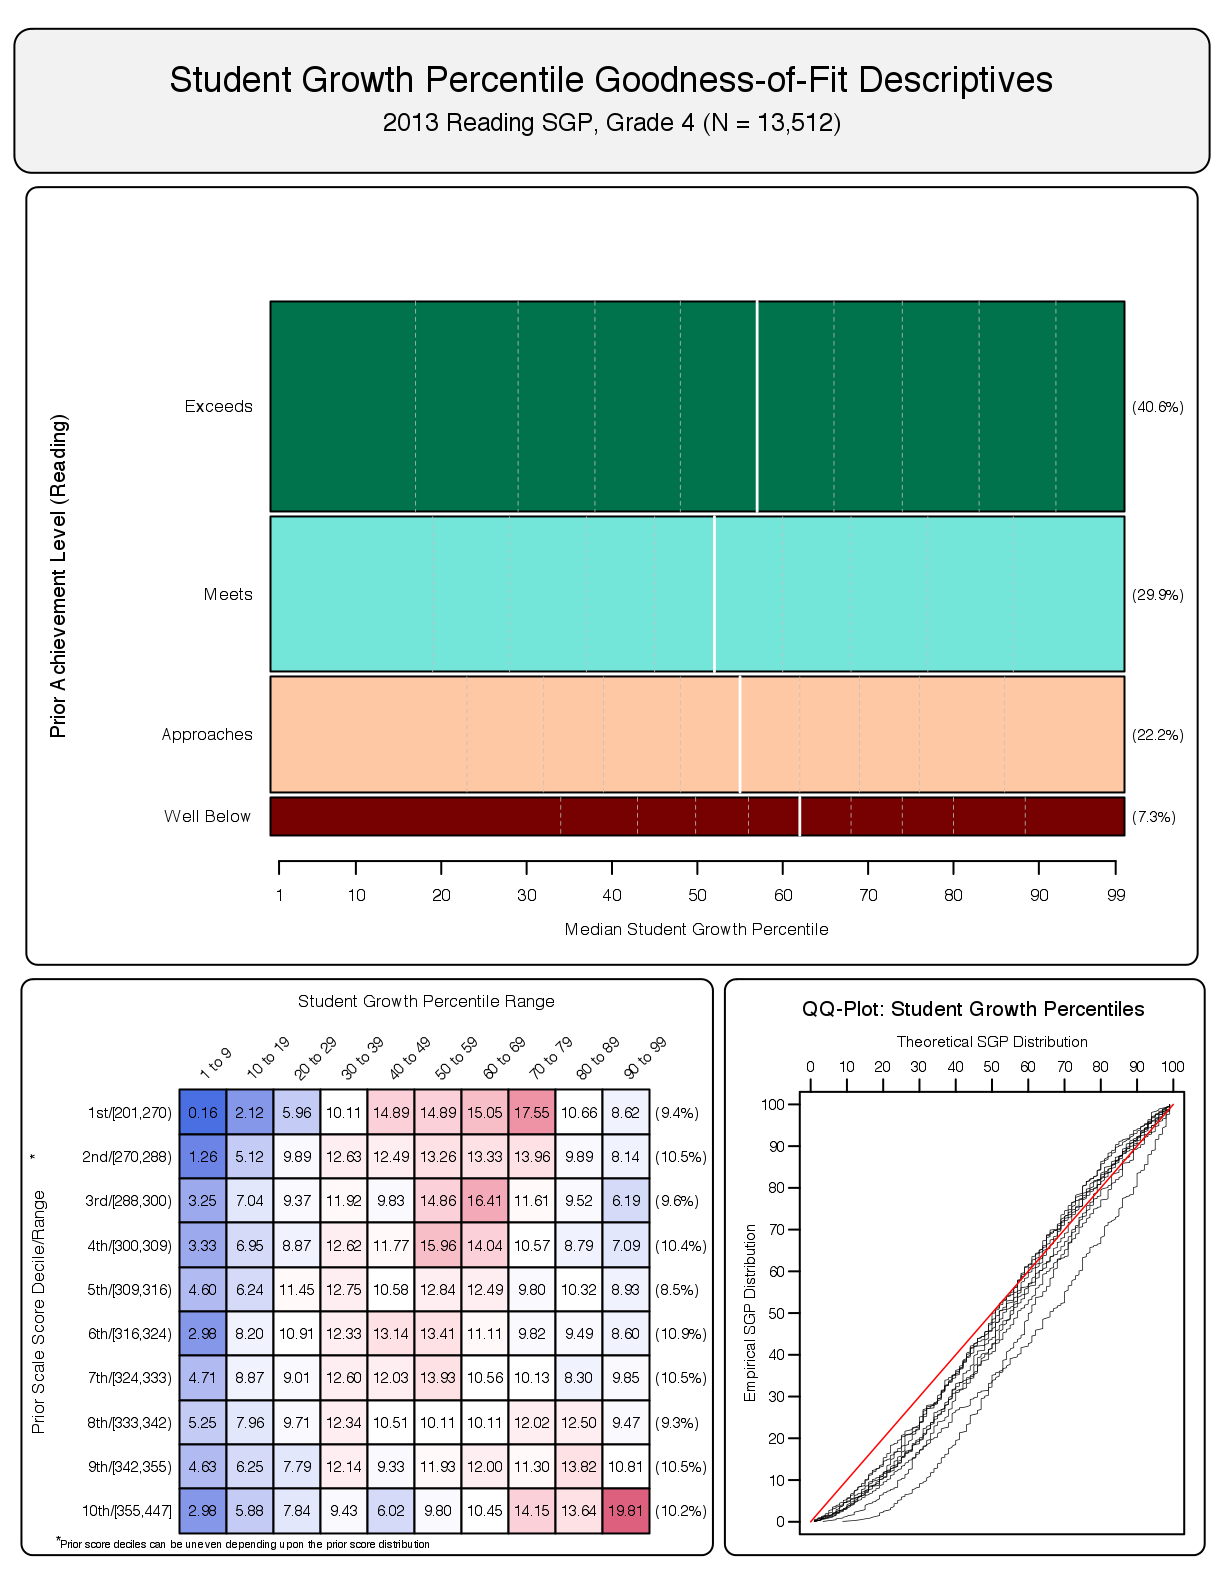 Student Growth Percentile Goodness-of-Fit Descriptives
2013 Reading SGP, Grade 4 (N = 13,512)
Prior Achievement Level (Reading)
Exceeds (40.6%)
Meets (29.9%)
Approaches (22.2%)
Well Below (7.3%)
1 10 20 30 40 50 60 70 80 90 99
Median Student Growth Percentile
Student Growth Percentile Range
1 to 9 10 to 19 20 to 29 30 to 39 40 to 49 50 to 59 60 to 69 70 to 79 80 to 89 90 to 99
Prior Scale Score Decile/Range *
1st/[201,270) 0.16 2.12 5.96 10.11 14.89 14.89 15.05 17.55 10.66 8.62 (9.4%)
2nd/[270,288) 1.26 5.12 9.89 12.63 12.49 13.26 13.33 13.96 9.89 8.14 (10.5%)
3rd/[288,300) 3.25 7.04 9.37 11.92 9.83 14.86 16.41 11.61 9.52 6.19 (9.6%)
4th/[300,309) 3.33 6.95 8.87 12.62 11.77 15.96 14.04 10.57 8.79 7.09 (10.4%)
5th/[309,316) 4.60 6.24 11.45 12.75 10.58 12.84 12.49 9.80 10.32 8.93 (8.5%)
6th/[316,324) 2.98 8.20 10.91 12.33 13.14 13.41 11.11 9.82 9.49 8.60 (10.9%)
7th/[324,333) 4.71 8.87 9.01 12.60 12.03 13.93 10.56 10.13 8.30 9.85 (10.5%)
8th/[333,342) 5.25 7.96 9.71 12.34 10.51 10.11 10.11 12.02 12.50 9.47 (9.3%)
9th/[342,355) 4.63 6.25 7.79 12.14 9.33 11.93 12.00 11.30 13.82 10.81 (10.5%)
10th/[355,447] 2.98 5.88 7.84 9.43 6.02 9.80 10.45 14.15 13.64 19.81 (10.2%)
*Prior score deciles can be uneven depending upon the prior score distribution
QQ-Plot: Student Growth Percentiles
Theoretical SGP Distribution
0 10 20 30 40 50 60 70 80 90 100
Empirical SGP Distribution
100
90
80
70
60
50
40
30
20
10
0